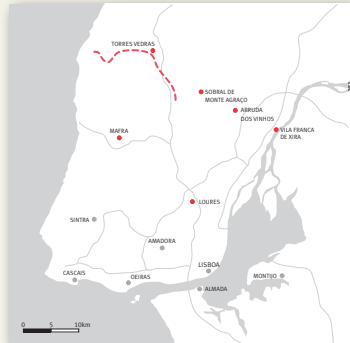 TORRES VEDRAS
SOBRAL DE
MONTE AGRAÇO
ABRUDA
DOS VINHOS
VILA FRANCA
DE XIRA
MAFRA
LOURES
SINTRA
AMADORA
LISBOA
CASCAIS
OEIRAS
MONTIJO
ALMADA
0 5 10km